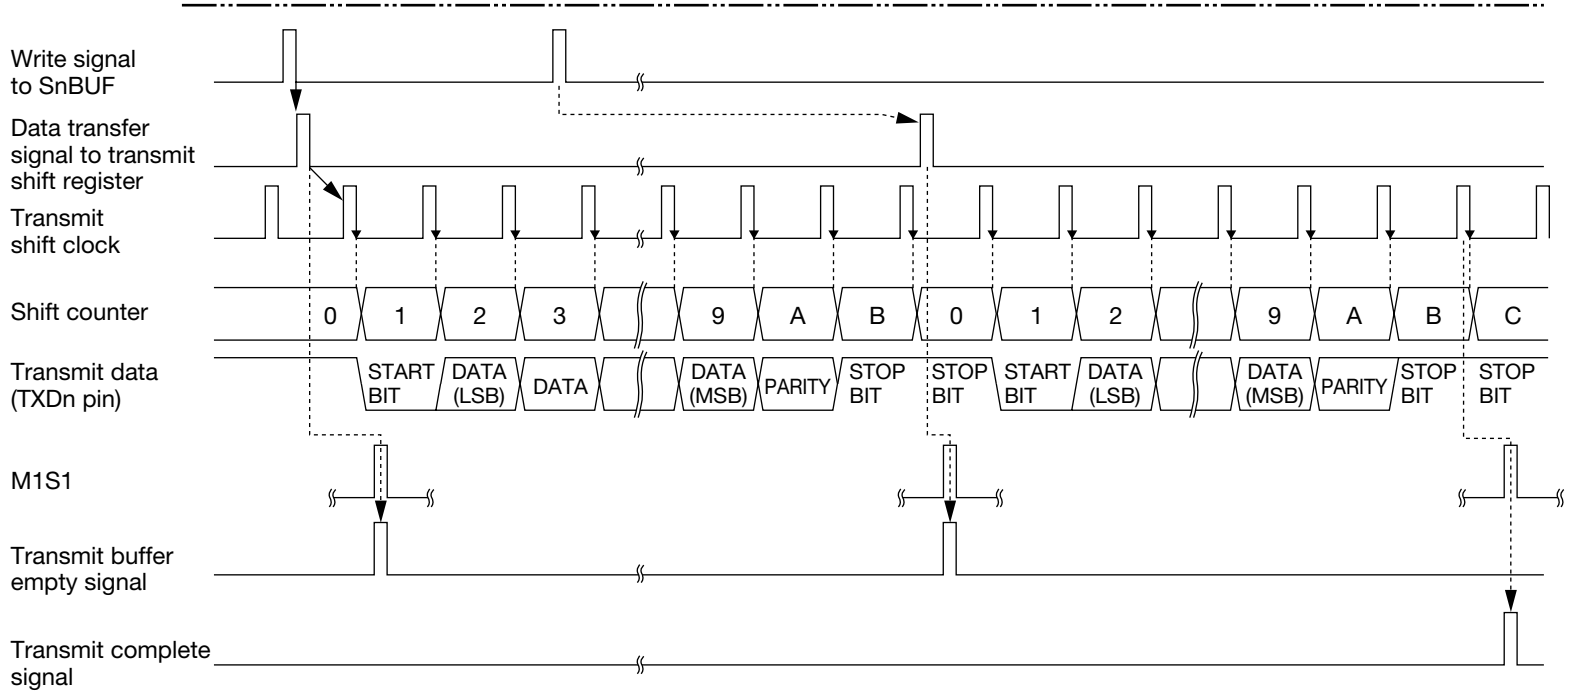 Write signal
to SnBUF
Data transfer
signal to transmit
shift register
Transmit
shift clock
Shift counter
0 1 2 3 9 A B 0 1 2 9 A B C
Transmit data
(TXDn pin)
START
BIT
DATA
(LSB)
DATA
DATA
(MSB)
PARITY
STOP
BIT
STOP
BIT
START
BIT
DATA
(LSB)
DATA
(MSB)
PARITY
STOP
BIT
STOP
BIT
M1S1
Transmit buffer
empty signal
Transmit complete
signal